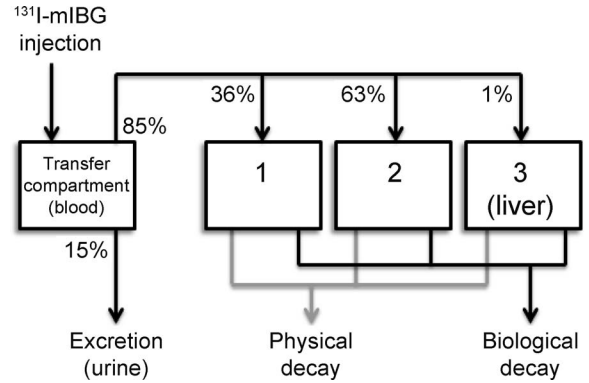 ¹³¹I-mIBG
injection
36%
63%
1%
85%
Transfer
compartment
(blood)
1
2
3
(liver)
15%
Excretion
(urine)
Physical
decay
Biological
decay